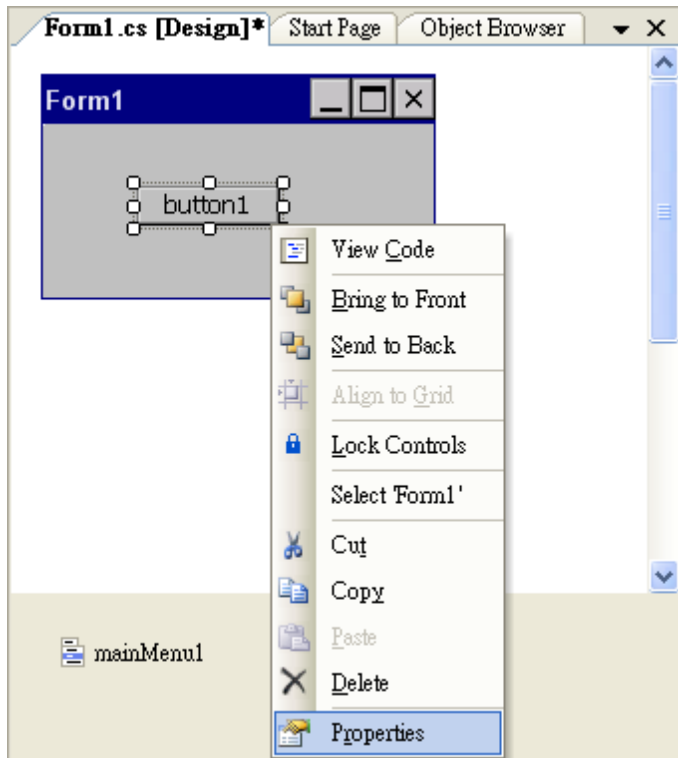 Form1.cs [Design]* Start Page Object Browser
Form1
button1
View Code
Bring to Front
Send to Back
Align to Grid
Lock Controls
Select 'Form1'
Cut
Copy
Paste
Delete
Properties
mainMenu1